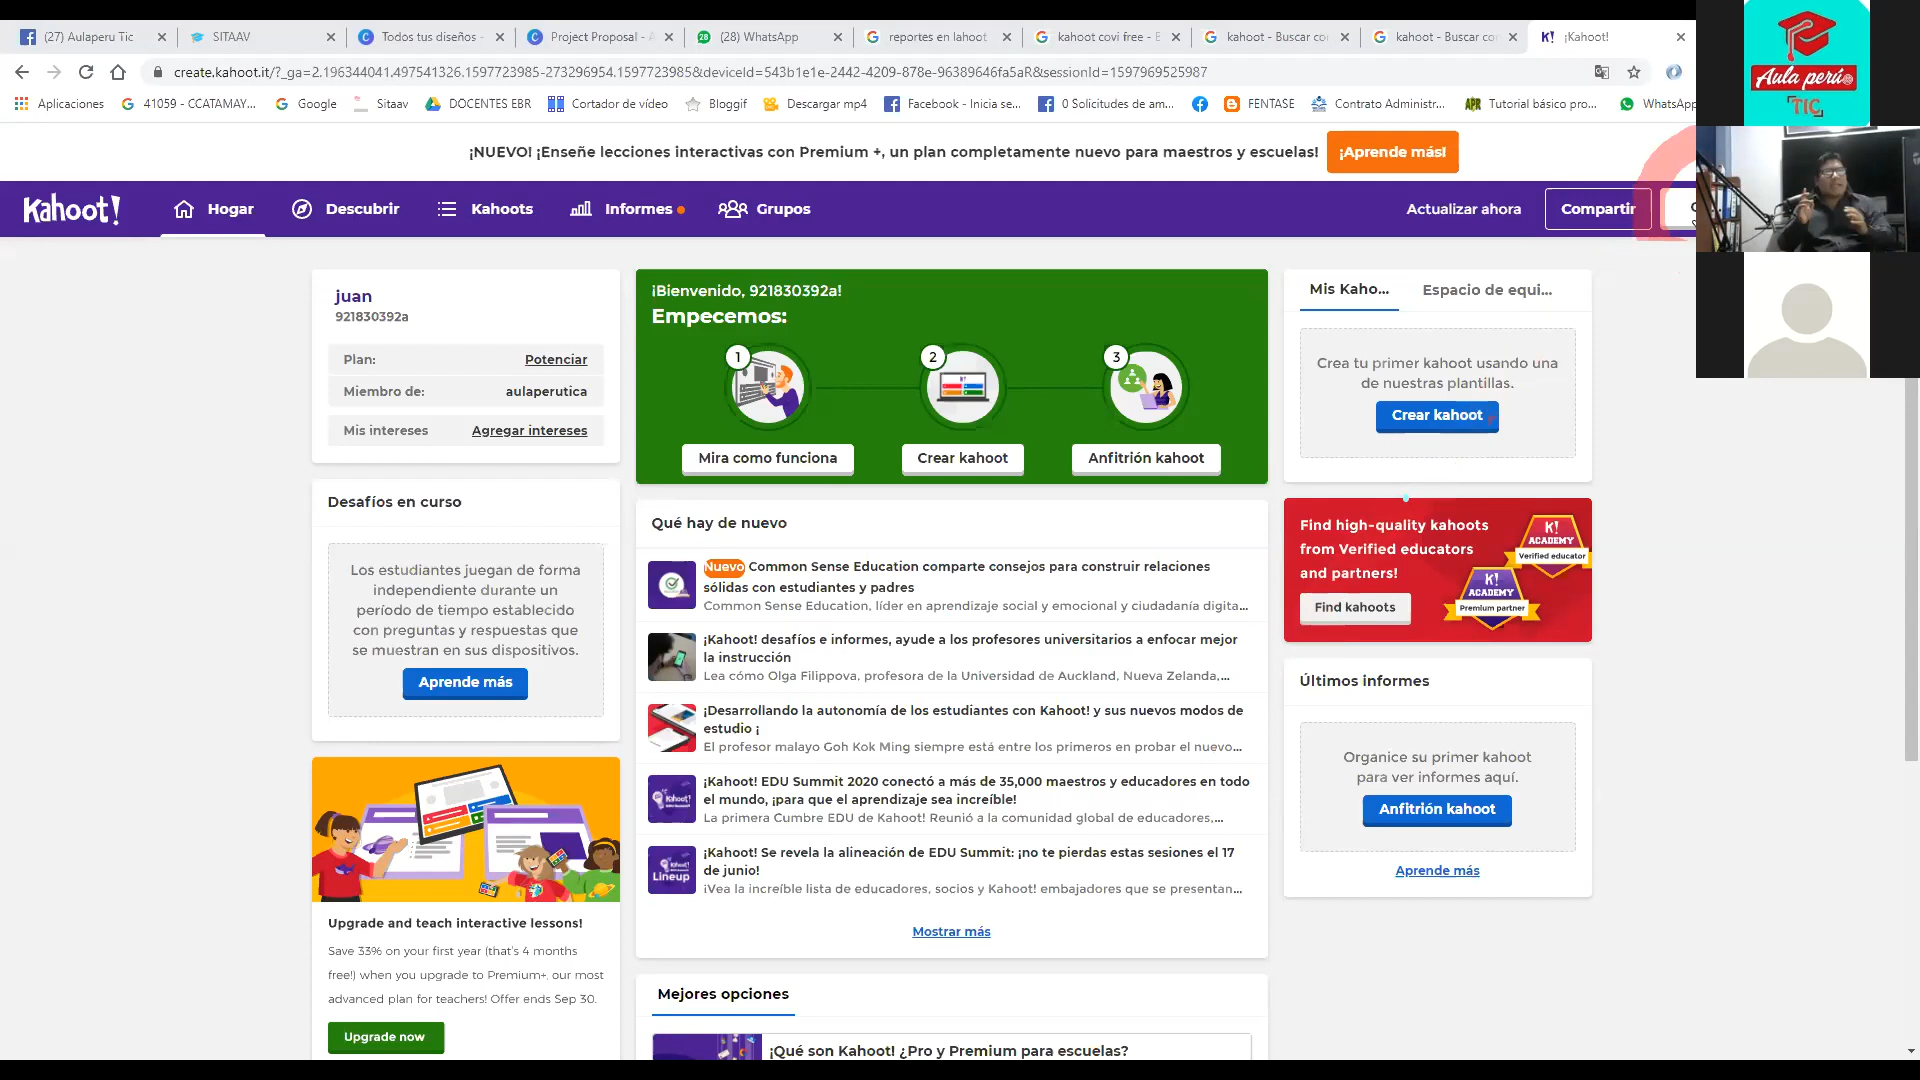 (27) Aulaperu Tic
SITAAV
Todos tus diseños -
Project Proposal - A
(28) WhatsApp
reportes en lahoot
kahoot covi free - B
kahoot - Buscar co
kahoot - Buscar co
¡Kahoot!
create.kahoot.it/?_ga=2.196344041.497541326.1597723985-273296954.1597723985&deviceId=543b1e1e-2442-4209-878e-96389646fa5aR&sessionId=1597969525987
Aplicaciones
41059 - CCATAMAY...
Google
Sitaav
DOCENTES EBR
Cortador de vídeo
Bloggif
Descargar mp4
Facebook - Inicia se...
0 Solicitudes de am...
FENTASE
Contrato Administr...
Tutorial básico pro...
WhatsApp
Aula perú
TIC
¡NUEVO! ¡Enseñe lecciones interactivas con Premium +, un plan completamente nuevo para maestros y escuelas!
¡Aprende más!
Kahoot!
Hogar
Descubrir
Kahoots
Informes
Grupos
Actualizar ahora
Compartir
juan
921830392a
Plan:
Potenciar
Miembro de:
aulaperutica
Mis intereses
Agregar intereses
Desafíos en curso
Los estudiantes juegan de forma
independiente durante un
período de tiempo establecido
con preguntas y respuestas que
se muestran en sus dispositivos.
Aprende más
Upgrade and teach interactive lessons!
Save 33% on your first year (that's 4 months
free!) when you upgrade to Premium+, our most
advanced plan for teachers! Offer ends Sep 30.
Upgrade now
¡Bienvenido, 921830392a!
Empecemos:
1
2
3
Mira como funciona
Crear kahoot
Anfitrión kahoot
Qué hay de nuevo
Nuevo Common Sense Education comparte consejos para construir relaciones
sólidas con estudiantes y padres
Common Sense Education, líder en aprendizaje social y emocional y ciudadanía digita...
¡Kahoot! desafíos e informes, ayude a los profesores universitarios a enfocar mejor
la instrucción
Lea cómo Olga Filippova, profesora de la Universidad de Auckland, Nueva Zelanda,...
¡Desarrollando la autonomía de los estudiantes con Kahoot! y sus nuevos modos de
estudio ¡
El profesor malayo Goh Kok Ming siempre está entre los primeros en probar el nuevo...
¡Kahoot! EDU Summit 2020 conectó a más de 35,000 maestros y educadores en todo
el mundo, ¡para que el aprendizaje sea increíble!
La primera Cumbre EDU de Kahoot! Reunió a la comunidad global de educadores,...
Kahoot!
Lineup
¡Kahoot! Se revela la alineación de EDU Summit: ¡no te pierdas estas sesiones el 17
de junio!
¡Vea la increíble lista de educadores, socios y Kahoot! embajadores que se presentan...
Mostrar más
Mejores opciones
¡Qué son Kahoot! ¿Pro y Premium para escuelas?
Mis Kaho...
Espacio de equi...
Crea tu primer kahoot usando una
de nuestras plantillas.
Crear kahoot
Find high-quality kahoots
from Verified educators
and partners!
Find kahoots
K!
ACADEMY
Verified educator
K!
ACADEMY
Premium partner
Últimos informes
Organice su primer kahoot
para ver informes aquí.
Anfitrión kahoot
Aprende más